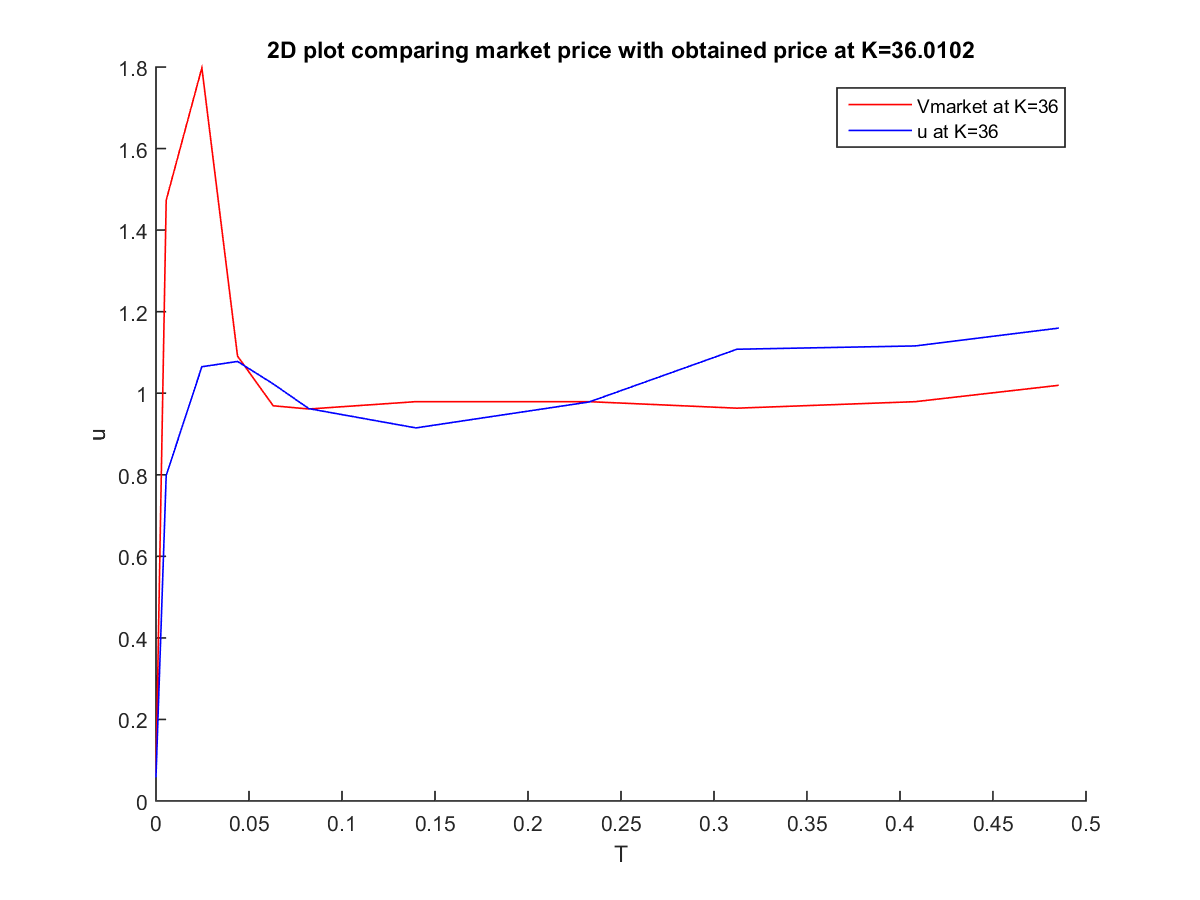 2D plot comparing market price with obtained price at K=36.0102
Vmarket at K=36
u at K=36
1.8
1.6
1.4
1.2
1
0.8
0.6
0.4
0.2
0
u
0 0.05 0.1 0.15 0.2 0.25 0.3 0.35 0.4 0.45 0.5
T